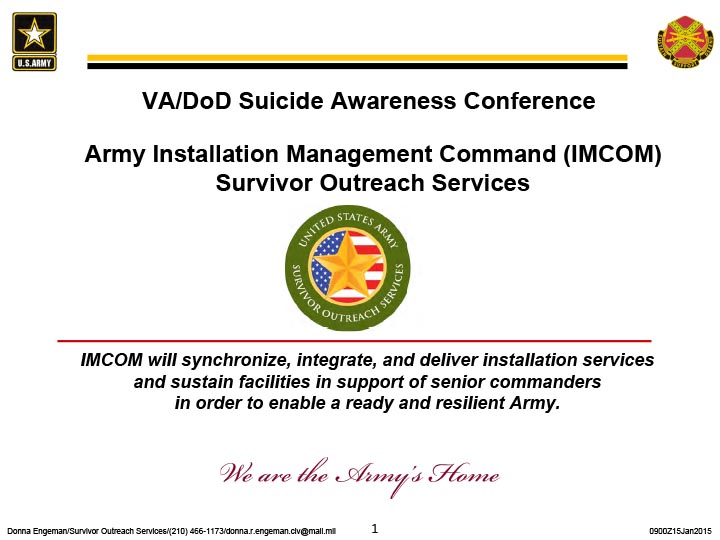 U.S.ARMY
VA/DoD Suicide Awareness Conference
Army Installation Management Command (IMCOM)
Survivor Outreach Services
UNITED STATES ARMY
SURVIVOR OUTREACH SERVICES
IMCOM will synchronize, integrate, and deliver installation services
and sustain facilities in support of senior commanders
in order to enable a ready and resilient Army.
We are the Army's Home
Donna Engeman/Survivor Outreach Services/(210) 466-1173/donna.r.engeman.civ@mail.mil
1
0900Z15Jan2015